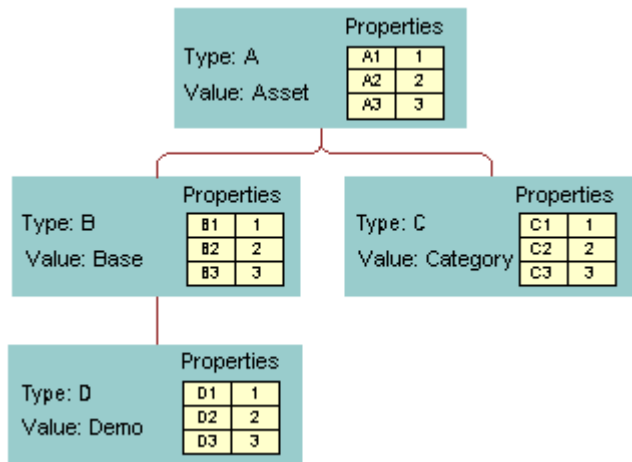 Properties
Type: A
Value: Asset
A1 1
A2 2
A3 3
Properties
Type: B
Value: Base
B1 1
B2 2
B3 3
Properties
Type: C
Value: Category
C1 1
C2 2
C3 3
Properties
Type: D
Value: Demo
D1 1
D2 2
D3 3